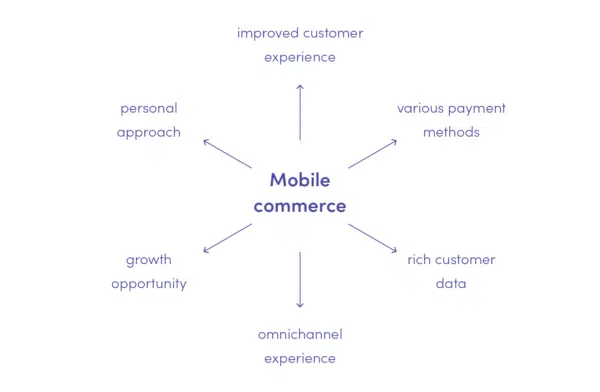 improved customer
experience
personal
approach
various payment
methods
Mobile
commerce
growth
opportunity
rich customer
data
omnichannel
experience